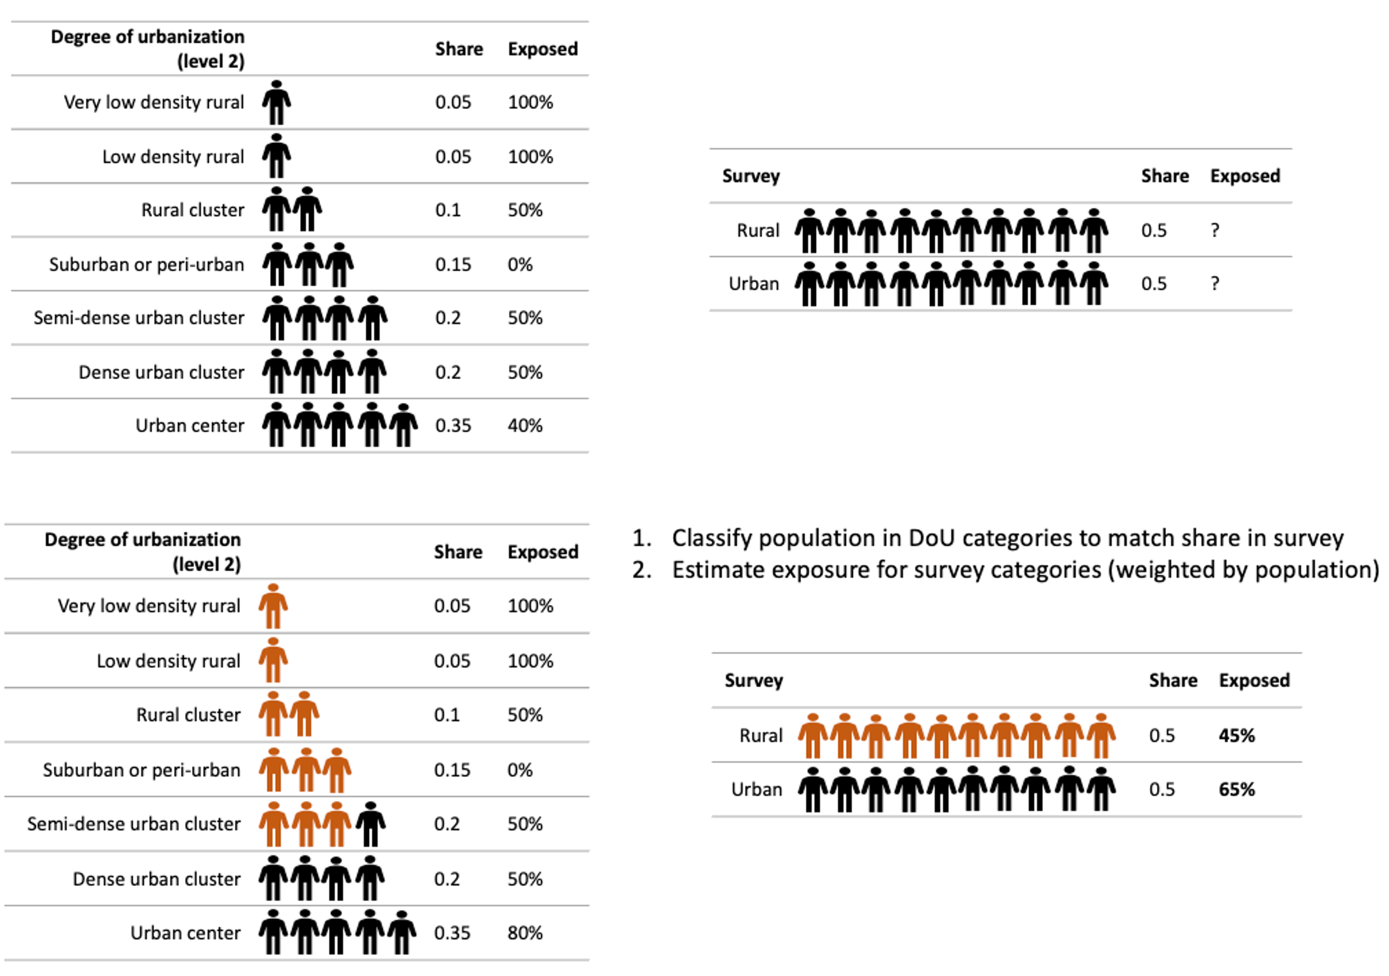 Degree of urbanization
(level 2) Share Exposed
Very low density rural 0.05 100%
Low density rural 0.05 100%
Rural cluster 0.1 50%
Suburban or peri-urban 0.15 0%
Semi-dense urban cluster 0.2 50%
Dense urban cluster 0.2 50%
Urban center 0.35 40%
Survey Share Exposed
Rural 0.5 ?
Urban 0.5 ?
Degree of urbanization
(level 2) Share Exposed
Very low density rural 0.05 100%
Low density rural 0.05 100%
Rural cluster 0.1 50%
Suburban or peri-urban 0.15 0%
Semi-dense urban cluster 0.2 50%
Dense urban cluster 0.2 50%
Urban center 0.35 80%
1. Classify population in DoU categories to match share in survey
2. Estimate exposure for survey categories (weighted by population)
Survey Share Exposed
Rural 0.5 45%
Urban 0.5 65%